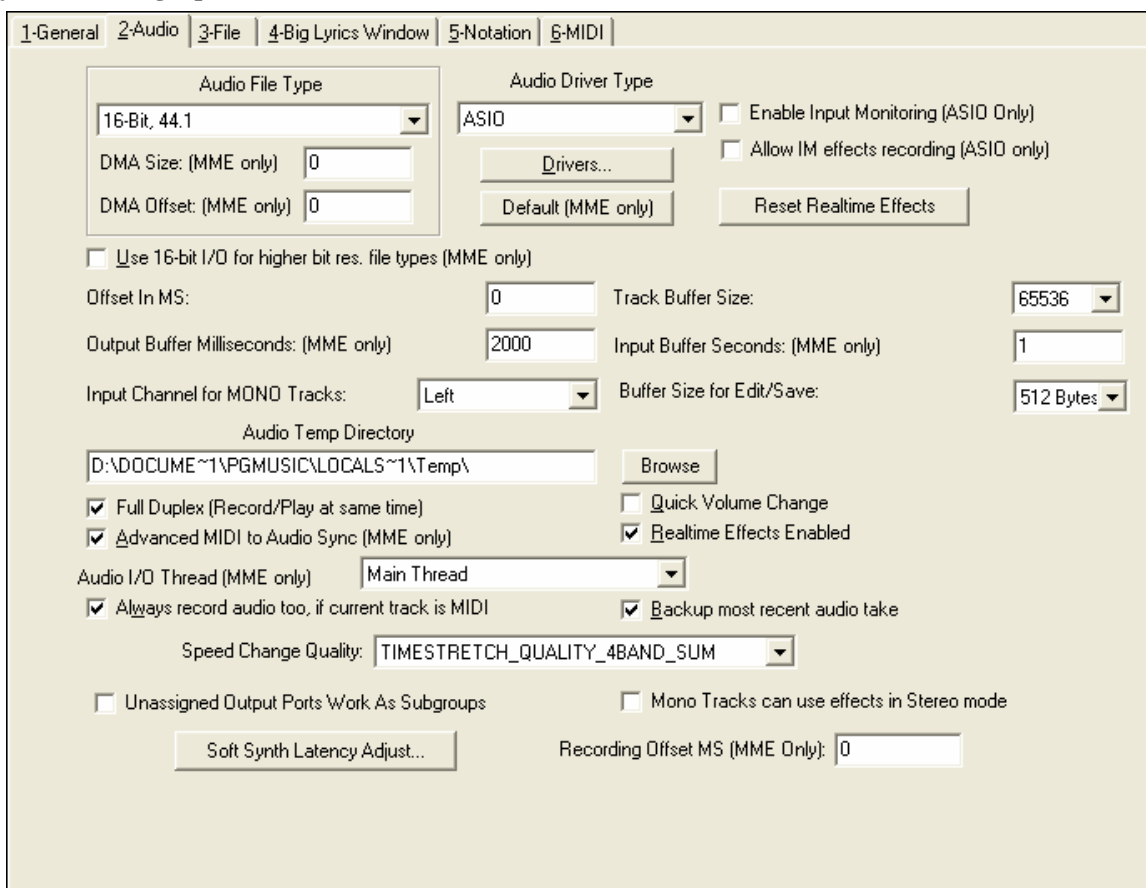 1-General 2-Audio 3-File 4-Big Lyrics Window 5-Notation 6-MIDI
Audio File Type
16-Bit, 44.1
DMA Size: (MME only) 0
DMA Offset: (MME only) 0
Audio Driver Type
ASIO
Drivers...
Default (MME only)
Enable Input Monitoring (ASIO Only)
Allow IM effects recording (ASIO only)
Reset Realtime Effects
Use 16-bit I/O for higher bit res. file types (MME only)
Offset In MS: 0 Track Buffer Size: 65536
Output Buffer Milliseconds: (MME only) 2000 Input Buffer Seconds: (MME only) 1
Input Channel for MONO Tracks: Left Buffer Size for Edit/Save: 512 Bytes
Audio Temp Directory
D:\DOCUME~1\PGMUSIC\LOCALS~1\Temp\ Browse
Full Duplex (Record/Play at same time) Quick Volume Change
Advanced MIDI to Audio Sync (MME only) Realtime Effects Enabled
Audio I/O Thread (MME only) Main Thread
Always record audio too, if current track is MIDI Backup most recent audio take
Speed Change Quality: TIMESTRETCH_QUALITY_4BAND_SUM
Unassigned Output Ports Work As Subgroups Mono Tracks can use effects in Stereo mode
Soft Synth Latency Adjust... Recording Offset MS (MME Only): 0